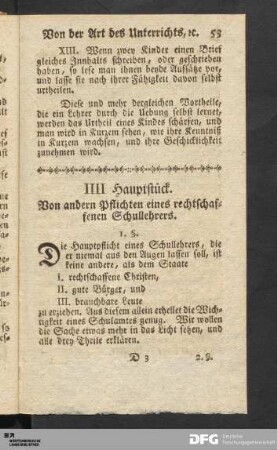 Von der Art des Unterrichts, ꝛc. 53
XIII. Wenn zwey Kinder einen Brief
gleiches Innhalts schreiben, oder geschrieben
haben, so lese man ihnen beyde Aufsätze vor,
und lasse sie nach ihrer Fähigkeit davon selbst
urtheilen.
Diese und mehr dergleichen Vortheile,
die ein Lehrer durch die Uebung selbst lernet,
werden das Urtheil eines Kindes schärfen, und
man wird in Kurzem sehen, wie ihre Kenntniß
in Kurzem wachsen, und ihre Geschicklichkeit
zunehmen wird.
IIII Hauptstück.
Von andern Pflichten eines rechtschaf-
fenen Schullehrers.
1. §.
Die Hauptpflicht eines Schullehrers, die
er niemal aus den Augen lassen soll, ist
keine andere, als dem Staate
I. rechtschaffene Christen,
II. gute Bürger, und
III. brauchbare Leute
zu erziehen. Aus diesem allein erhellet die Wich-
tigkeit eines Schulamtes genug. Wir wollen
die Sache etwas mehr in das Licht setzen, und
alle drey Theile erklären.
D 3 2. §.
DFG Deutsche
Forschungsgemeinschaft